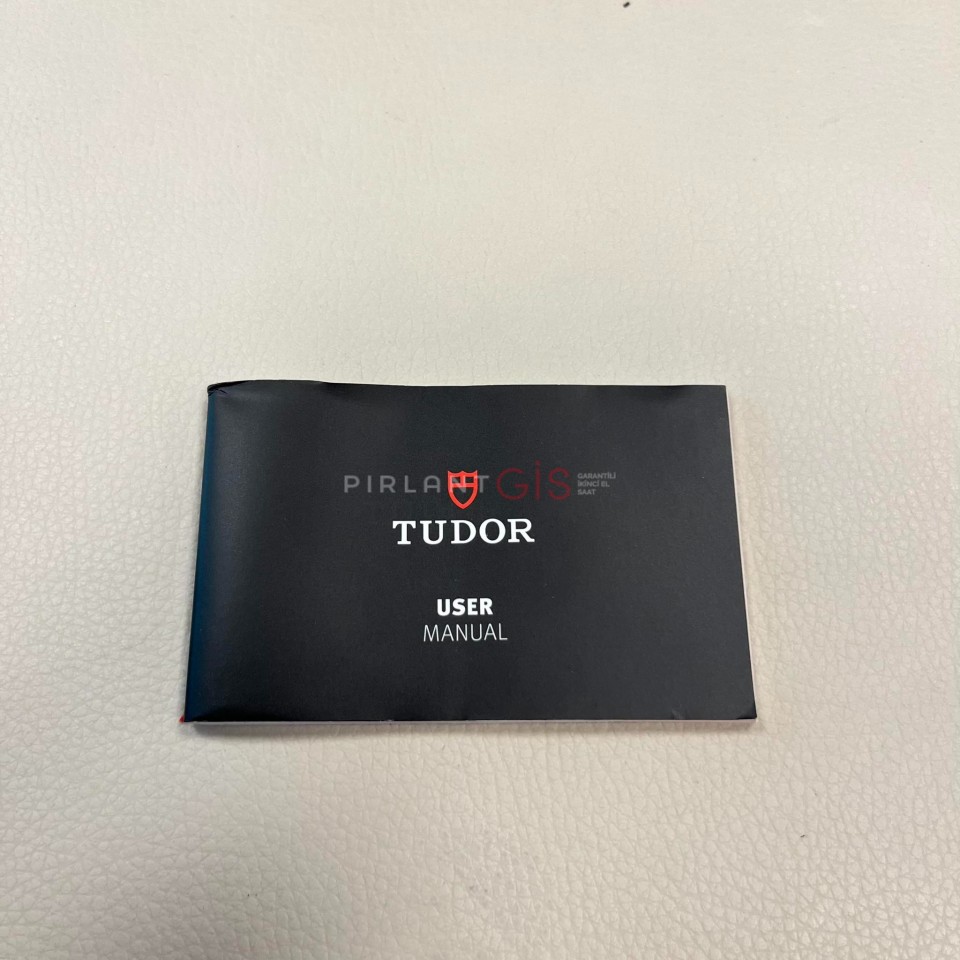 PIRLANT GİS
GARANTİLİ
İKİNCİ EL
SAAT
TUDOR
USER
MANUAL